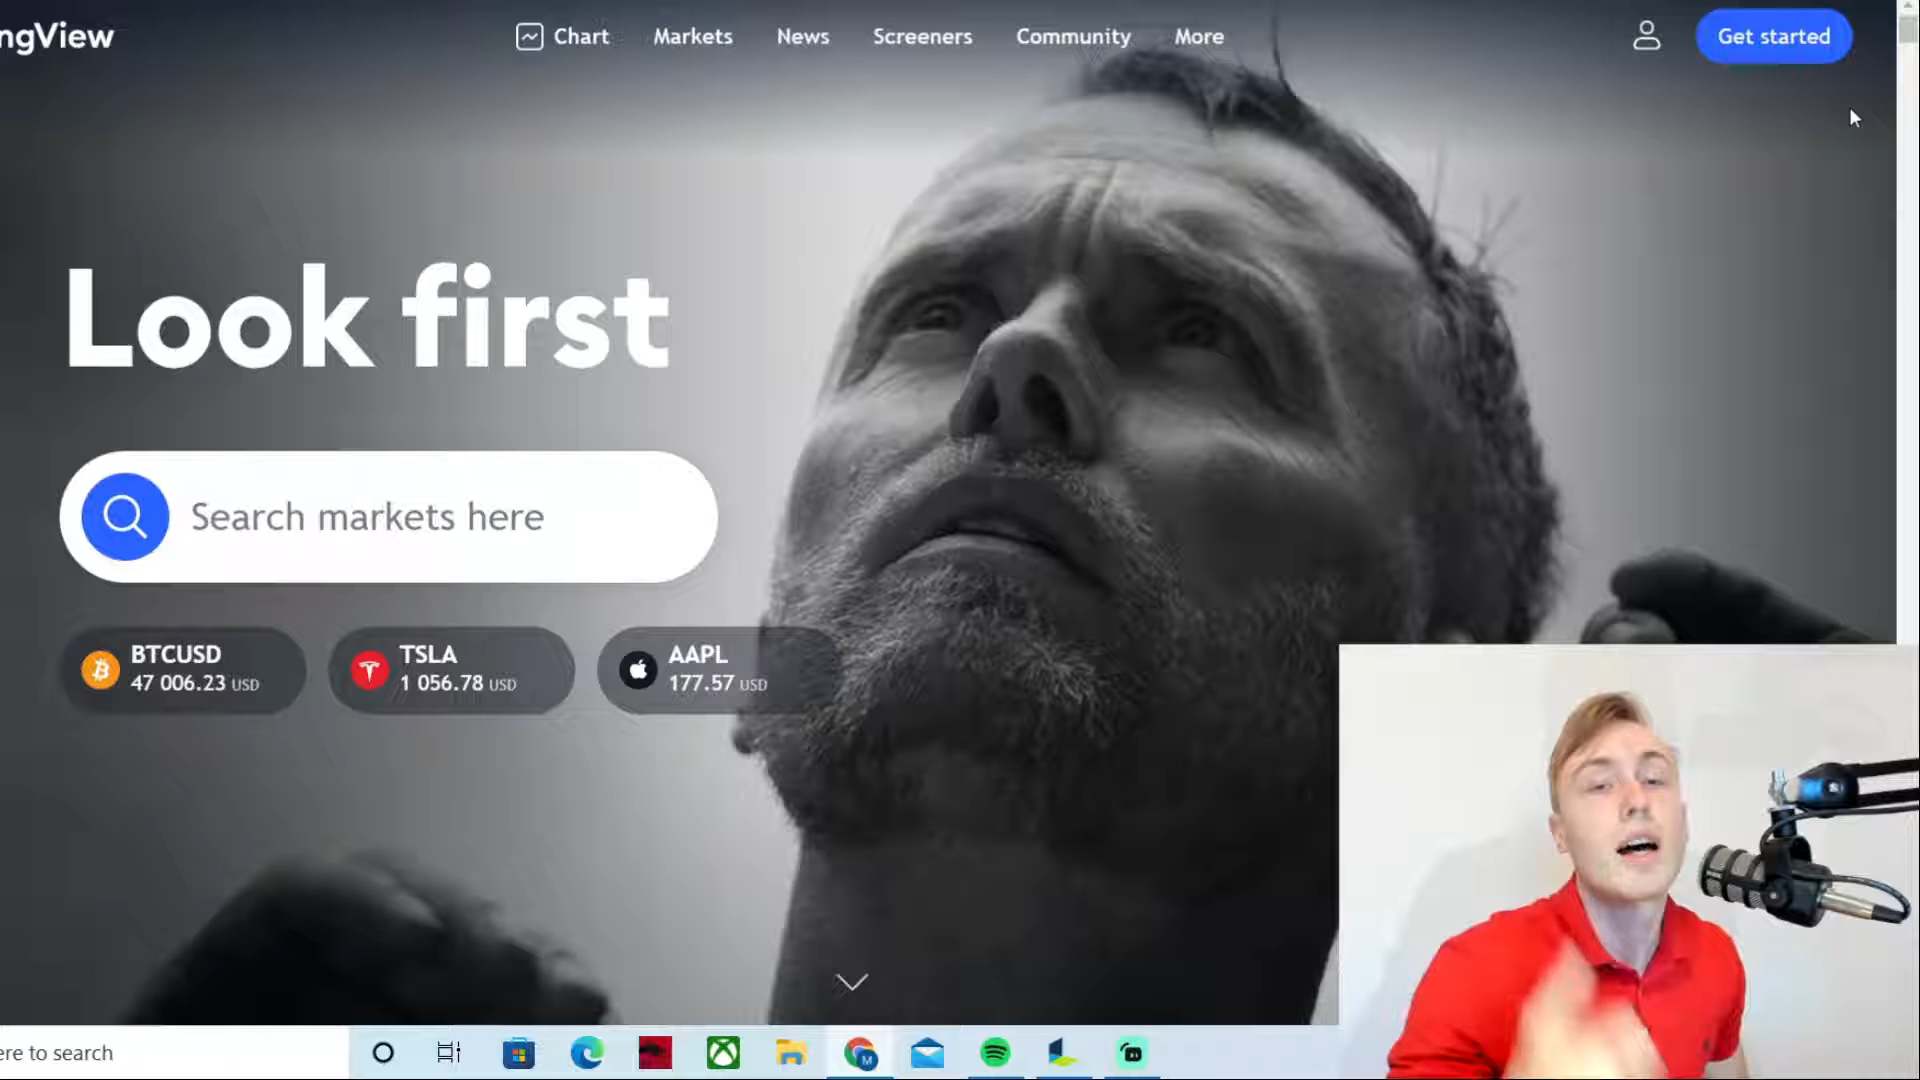 ngView
Chart
Markets
News
Screeners
Community
More
Get started
Look first
Search markets here
BTCUSD
47 006.23 USD
TSLA
1 056.78 USD
AAPL
177.57 USD
ere to search
M